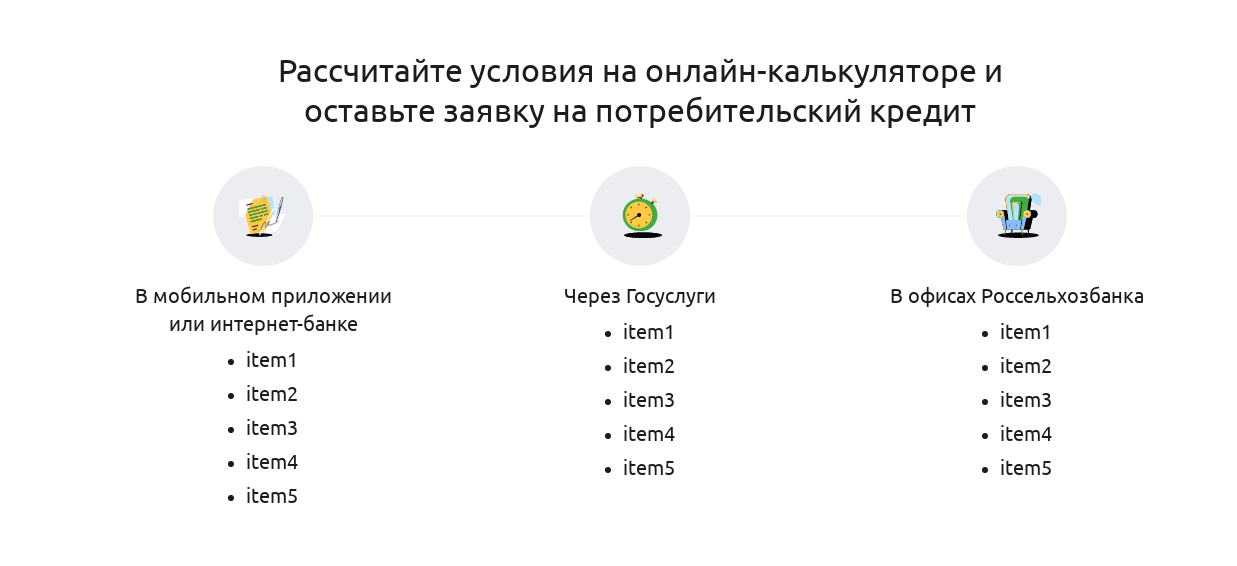 Рассчитайте условия на онлайн-калькуляторе и
оставьте заявку на потребительский кредит
В мобильном приложении
или интернет-банке
• item1
• item2
• item3
• item4
• item5
Через Госуслуги
• item1
• item2
• item3
• item4
• item5
В офисах Россельхозбанка
• item1
• item2
• item3
• item4
• item5